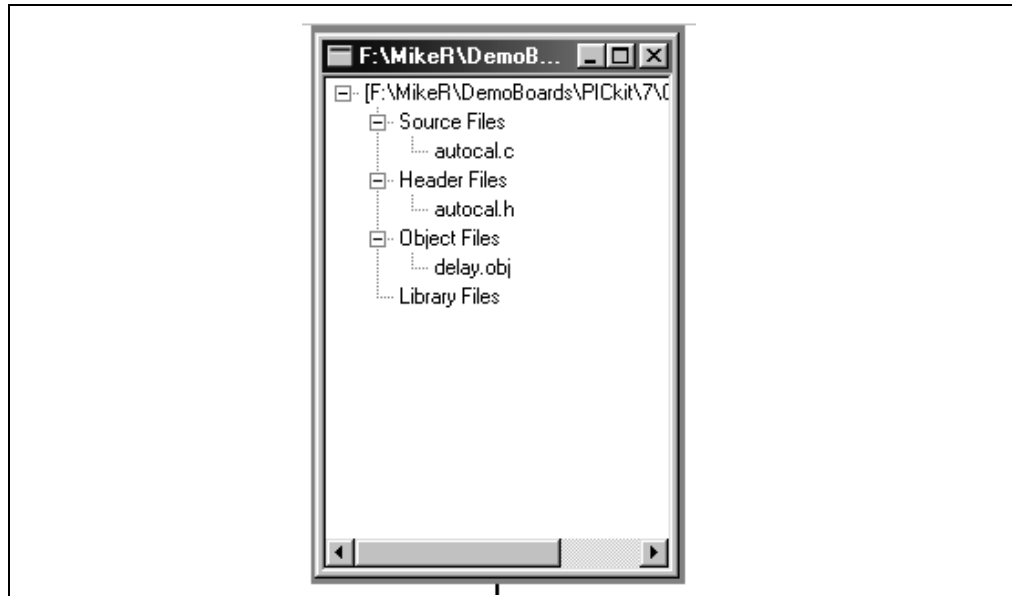 F:\MikeR\DemoB...
[F:\MikeR\DemoBoards\PICkit\7\
Source Files
autocal.c
Header Files
autocal.h
Object Files
delay.obj
Library Files